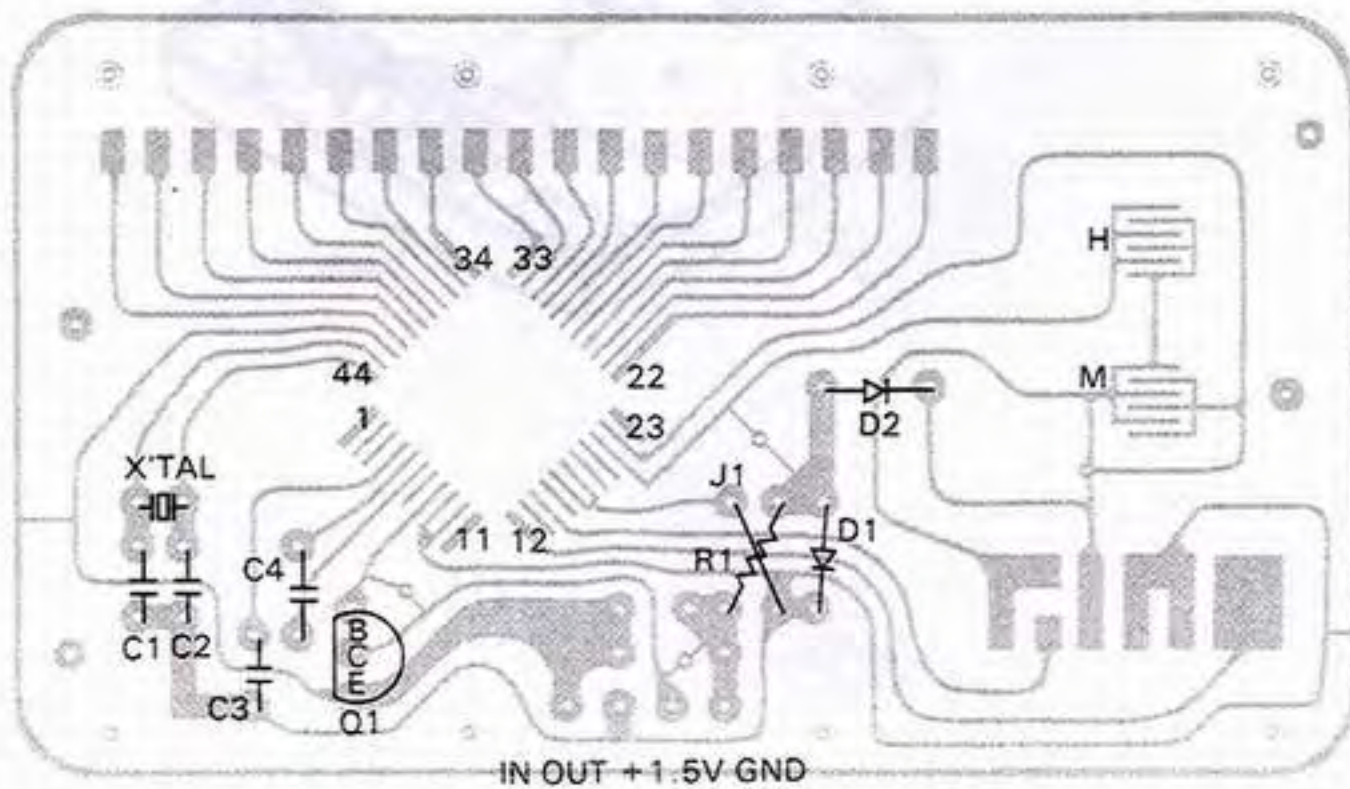 34 33
H
44 22
M
1 23
D2
X'TAL
J1
11 12
D1
C4 R1
C1 C2
B
C
E
C3
Q1
IN OUT +1.5V GND